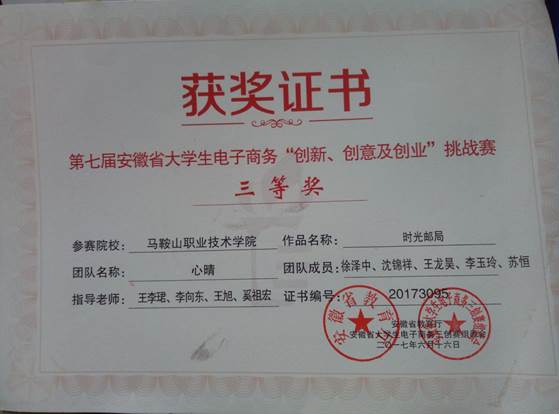 获奖证书
第七届安徽省大学生电子商务“创新、创意及创业”挑战赛
三等奖
参赛院校： 马鞍山职业技术学院 作品名称： 时光邮局
团队名称： 心晴 团队成员：徐泽中、沈锦祥、王龙昊、李玉玲、苏恒
指导老师： 王李珺、李向东、王旭、奚祖宏 证书编号： 20173095
安徽省教育厅
安徽省大学生电子商务三创赛组委会
二〇一七年六月十六日
安徽省教育厅